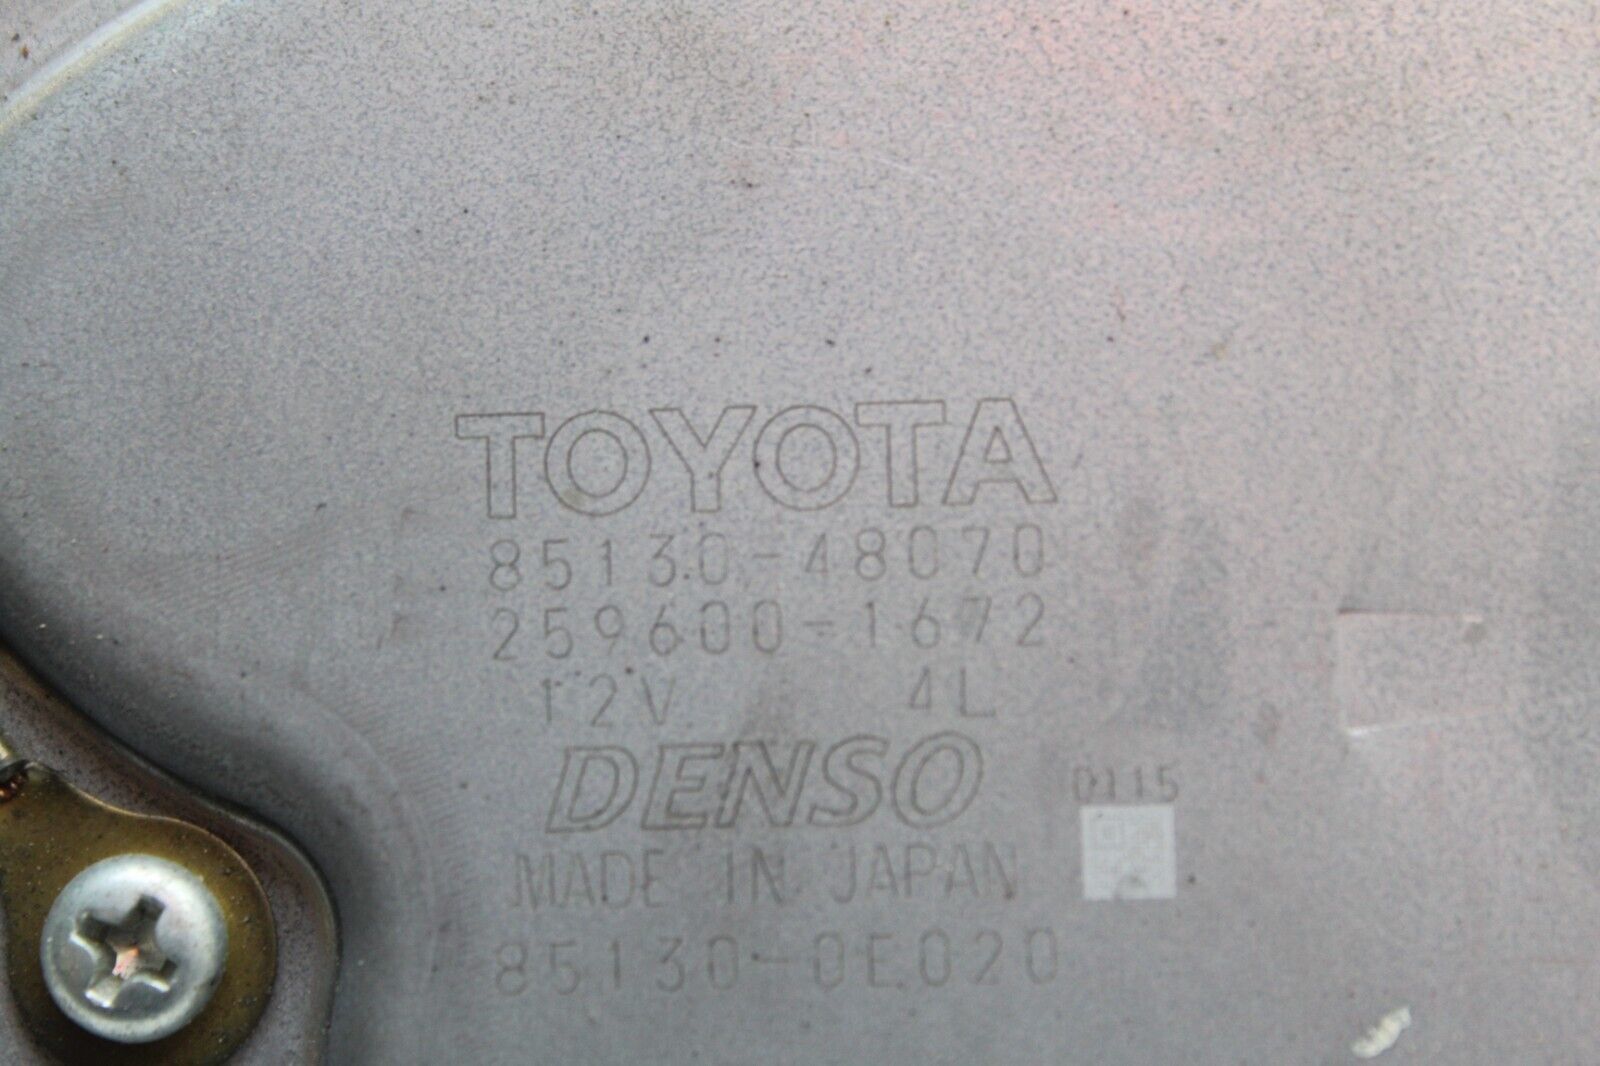 TOYOTA
85130-48070
259600-1672
12V 4L
DENSO
0115
MADE IN JAPAN
85130-0E020